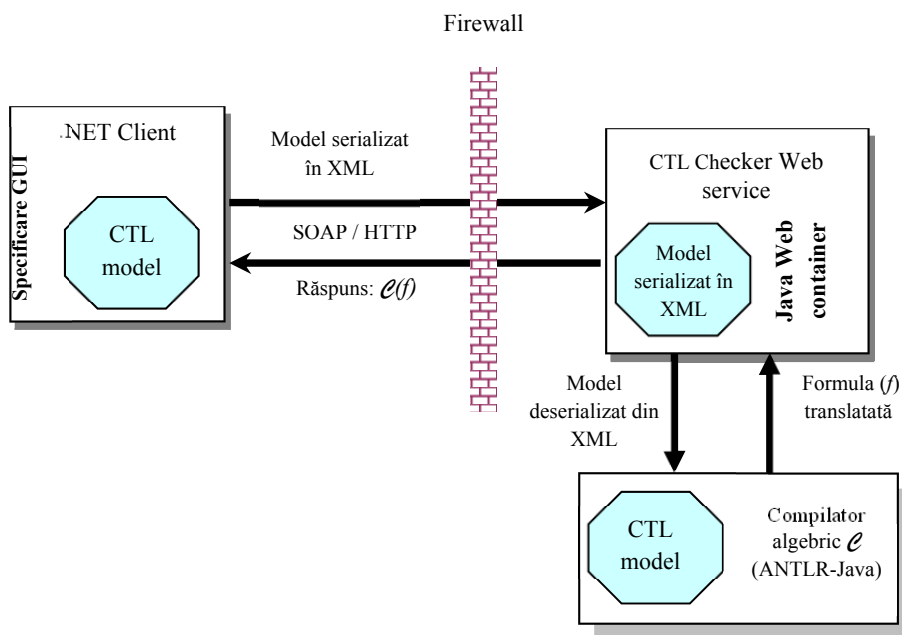 Firewall
.NET Client
Specificare GUI
CTL
model
Model serializat
în XML
SOAP / HTTP
Răspuns: 𝒞(f)
CTL Checker Web
service
Model
serializat în
XML
Java Web
container
Model
deserializat din
XML
Formula (f)
translatată
CTL
model
Compilator
algebric 𝒞
(ANTLR-Java)